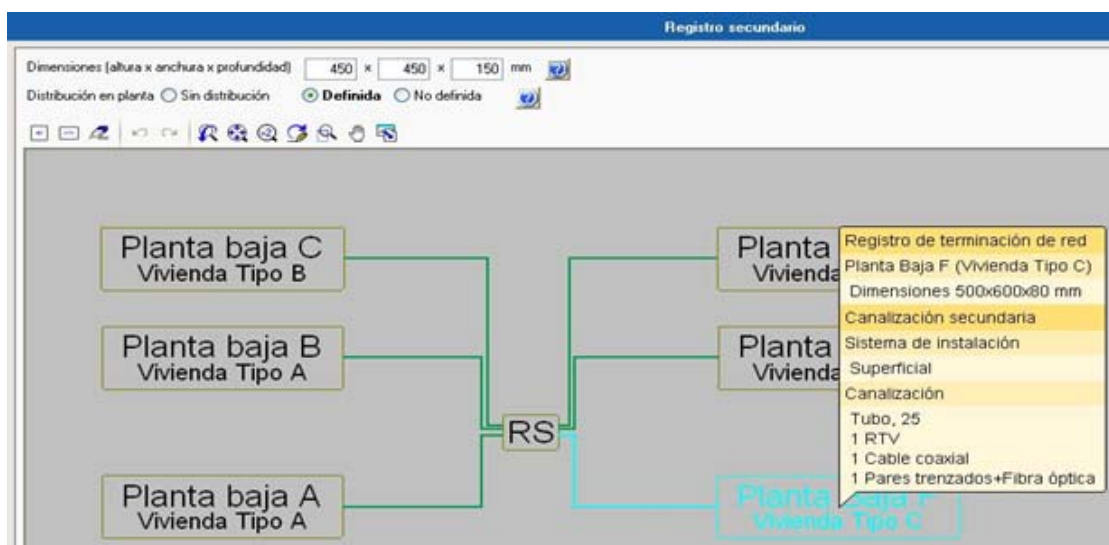 Registro secundario
Dimensiones (altura x anchura x profundidad) 450 x 450 x 150 mm
Distribución en planta Sin distribución Definida No definida
Planta baja C
Vivienda Tipo B
Planta
Vivienda
Planta baja B
Vivienda Tipo A
Planta
Vivienda
RS
Planta baja A
Vivienda Tipo A
Planta Baja F
Vivienda Tipo C
Registro de terminación de red
Planta Baja F (Vivienda Tipo C)
Dimensiones 500x600x80 mm
Canalización secundaria
Sistema de instalación
Superficial
Canalización
Tubo, 25
1 RTV
1 Cable coaxial
1 Pares trenzados+Fibra óptica